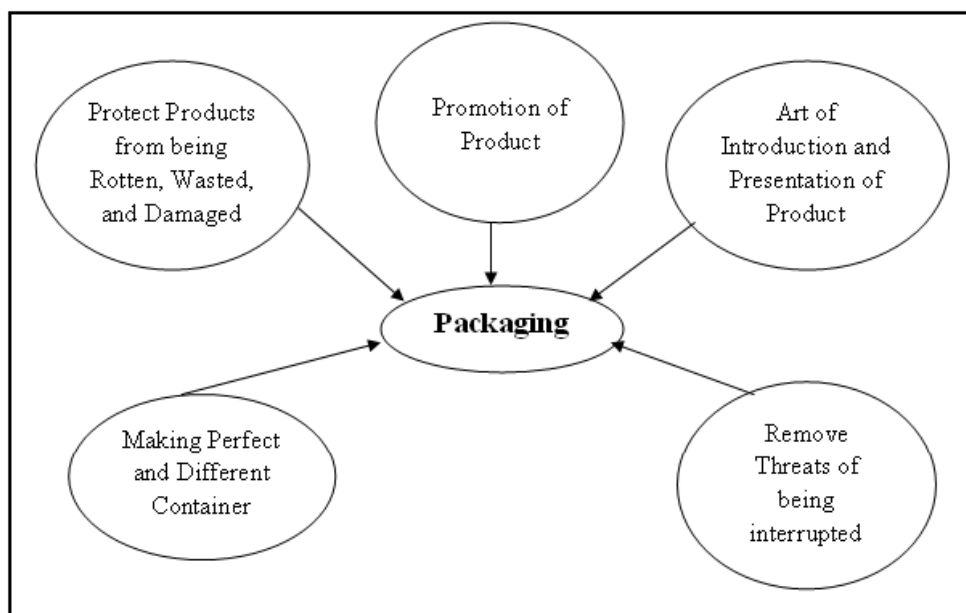 Protect Products
from being
Rotten, Wasted,
and Damaged
Promotion of
Product
Art of
Introduction and
Presentation of
Product
Packaging
Making Perfect
and Different
Container
Remove
Threats of
being
interrupted